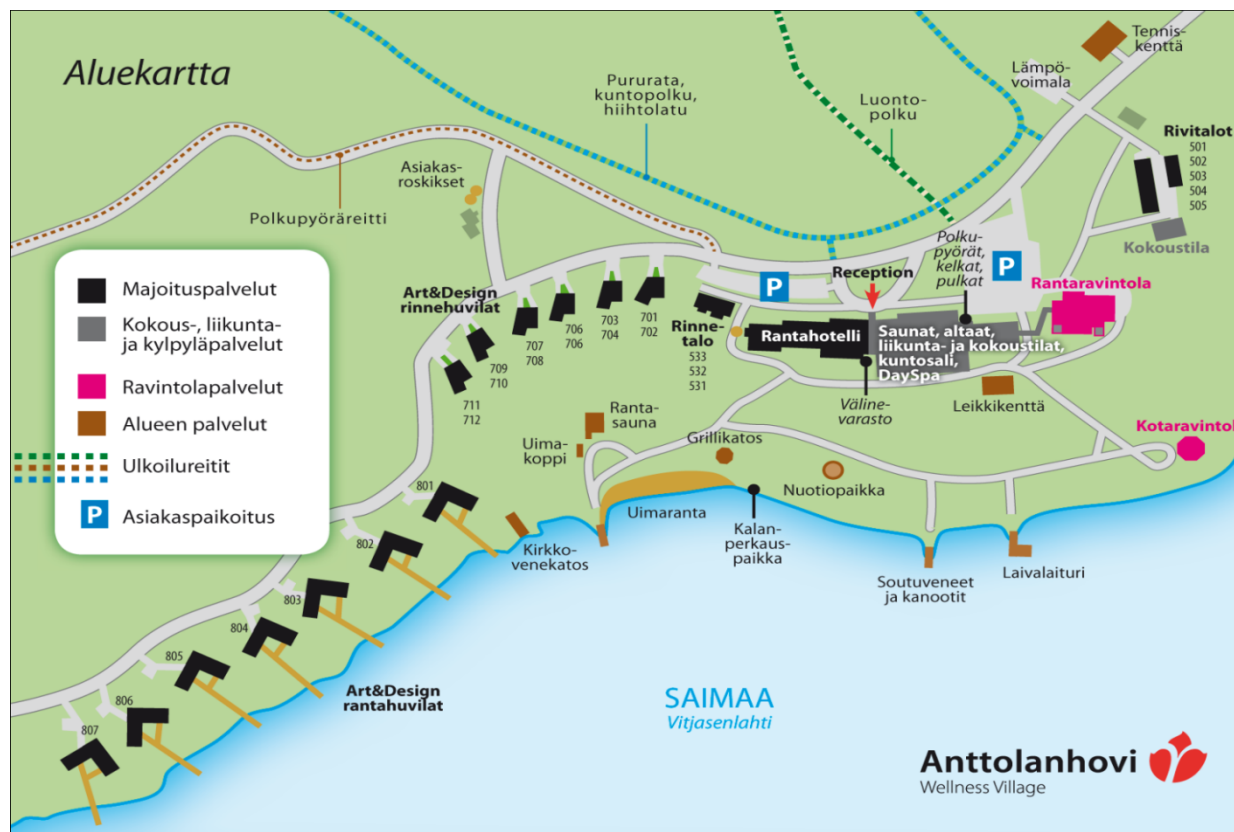 Aluekartta
Pururata,
kuntopolku,
hiihtolatu
Luonto-
polku
Tennis-
kenttä
Lämpö-
voimala
Rivitalot
501
502
503
504
505
Kokoustila
Asiakas-
roskikset
Polkupyöräreitti
Polku-
pyörät,
kelkat,
pulkat
P
P
Reception
Rantaravintola
Art&Design
rinnehuvilat
701
702
703
704
706
706
707
708
709
710
711
712
Rinne-
talo
533
532
531
Rantahotelli
Saunat, altaat,
liikunta- ja kokoustilat,
kuntosali,
DaySpa
Väline-
varasto
Leikkikenttä
Kotaravintol
Ranta-
sauna
Uima-
koppi
Grillikatos
Nuotiopaikka
Uimaranta
Kalan-
perkaus-
paikka
Kirkko-
venekatos
Soutuveneet
ja kanootit
Laivalaituri
801
802
803
804
805
806
807
Art&Design
rantahuvilat
Majoituspalvelut
Kokous-, liikunta-
ja kylpyläpalvelut
Ravintolapalvelut
Alueen palvelut
Ulkoilureitit
P Asiakaspaikoitus
SAIMAA
Vitjasenlahti
Anttolanhovi
Wellness Village